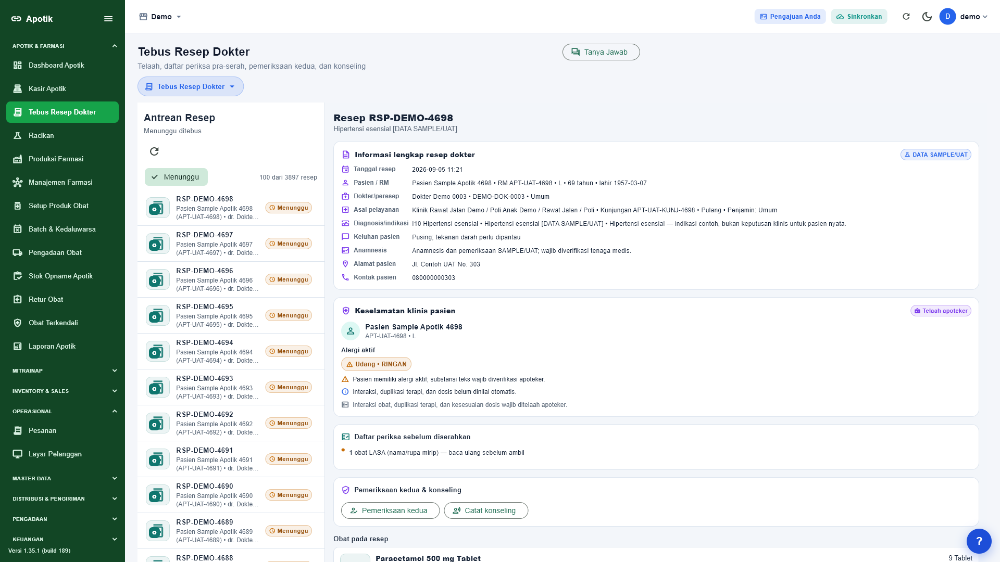 Apotik
APOTIK & FARMASI
Dashboard Apotik
Kasir Apotik
Tebus Resep Dokter
Racikan
Produksi Farmasi
Manajemen Farmasi
Setup Produk Obat
Batch & Kedaluwarsa
Pengadaan Obat
Stok Opname Apotik
Retur Obat
Obat Terkendali
Laporan Apotik
MITRAINAP
INVENTORY & SALES
OPERASIONAL
Pesanan
Layar Pelanggan
MASTER DATA
DISTRIBUSI & PENGIRIMAN
PENGADAAN
KEUANGAN
Versi 1.35.1 (build 189)
Demo
Pengajuan Anda
Sinkronkan
D
demo
Tebus Resep Dokter
Telaah, daftar periksa pra-serah, pemeriksaan kedua, dan konseling
Tanya Jawab
Tebus Resep Dokter
Antrean Resep
Menunggu ditebus
Menunggu
100 dari 3897 resep
RSP-DEMO-4698
Pasien Sample Apotik 4698
(APT-UAT-4698) • dr. Dokte...
Menunggu
RSP-DEMO-4697
Pasien Sample Apotik 4697
(APT-UAT-4697) • dr. Dokte...
Menunggu
RSP-DEMO-4696
Pasien Sample Apotik 4696
(APT-UAT-4696) • dr. Dokte...
Menunggu
RSP-DEMO-4695
Pasien Sample Apotik 4695
(APT-UAT-4695) • dr. Dokte...
Menunggu
RSP-DEMO-4694
Pasien Sample Apotik 4694
(APT-UAT-4694) • dr. Dokte...
Menunggu
RSP-DEMO-4693
Pasien Sample Apotik 4693
(APT-UAT-4693) • dr. Dokte...
Menunggu
RSP-DEMO-4692
Pasien Sample Apotik 4692
(APT-UAT-4692) • dr. Dokte...
Menunggu
RSP-DEMO-4691
Pasien Sample Apotik 4691
(APT-UAT-4691) • dr. Dokte...
Menunggu
RSP-DEMO-4690
Pasien Sample Apotik 4690
(APT-UAT-4690) • dr. Dokte...
Menunggu
RSP-DEMO-4689
Pasien Sample Apotik 4689
(APT-UAT-4689) • dr. Dokte...
Menunggu
RSP-DEMO-4688
Resep RSP-DEMO-4698
Hipertensi esensial [DATA SAMPLE/UAT]
Informasi lengkap resep dokter
DATA SAMPLE/UAT
Tanggal resep 2026-09-05 11:21
Pasien / RM Pasien Sample Apotik 4698 • RM APT-UAT-4698 • L • 69 tahun • lahir 1957-03-07
Dokter/peresep Dokter Demo 0003 • DEMO-DOK-0003 • Umum
Asal pelayanan Klinik Rawat Jalan Demo / Poli Anak Demo / Rawat Jalan / Poli • Kunjungan APT-UAT-KUNJ-4698 • Pulang • Penjamin: Umum
Diagnosis/indikasi I10 Hipertensi esensial • Hipertensi esensial [DATA SAMPLE/UAT] • Hipertensi esensial — indikasi contoh, bukan keputusan klinis untuk pasien nyata.
Keluhan pasien Pusing; tekanan darah perlu dipantau
Anamnesis Anamnesis dan pemeriksaan SAMPLE/UAT; wajib diverifikasi tenaga medis.
Alamat pasien Jl. Contoh UAT No. 303
Kontak pasien 080000000303
Keselamatan klinis pasien
Telaah apoteker
Pasien Sample Apotik 4698
APT-UAT-4698 • L
Alergi aktif
Udang • RINGAN
Pasien memiliki alergi aktif; substansi teks wajib diverifikasi apoteker.
Interaksi, duplikasi terapi, dan dosis belum dinilai otomatis.
Interaksi obat, duplikasi terapi, dan kesesuaian dosis wajib ditelaah apoteker.
Daftar periksa sebelum diserahkan
1 obat LASA (nama/rupa mirip) — baca ulang sebelum ambil
Pemeriksaan kedua & konseling
Pemeriksaan kedua
Catat konseling
Obat pada resep
Paracetamol 500 mg Tablet
9 Tablet
?